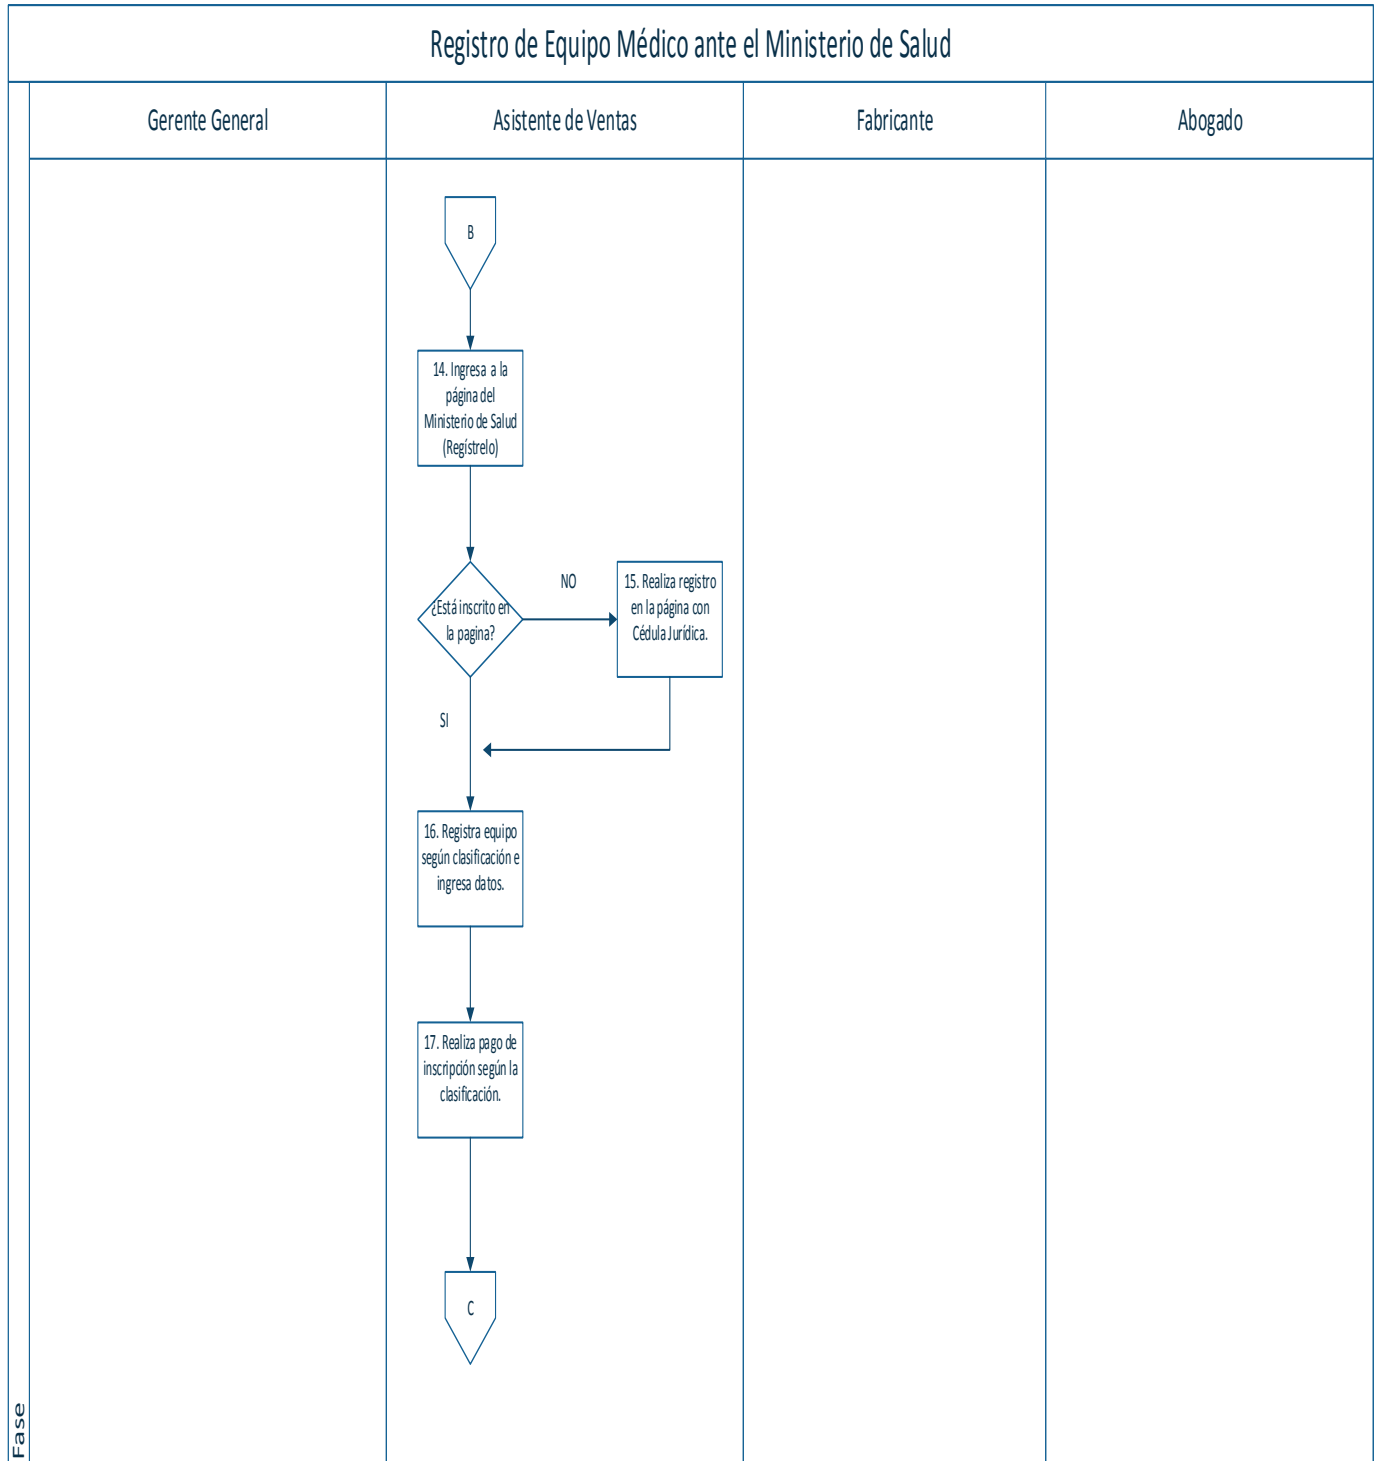 Registro de Equipo Médico ante el Ministerio de Salud
Gerente General
Asistente de Ventas
Fabricante
Abogado
B
14. Ingresa a la
página del
Ministerio de Salud
(Regístrelo)
¿Está inscrito en
la pagina?
NO
15. Realiza registro
en la página con
Cédula Jurídica.
SI
16. Registra equipo
según clasificación e
ingresa datos.
17. Realiza pago de
inscripción según la
clasificación.
C
Fase